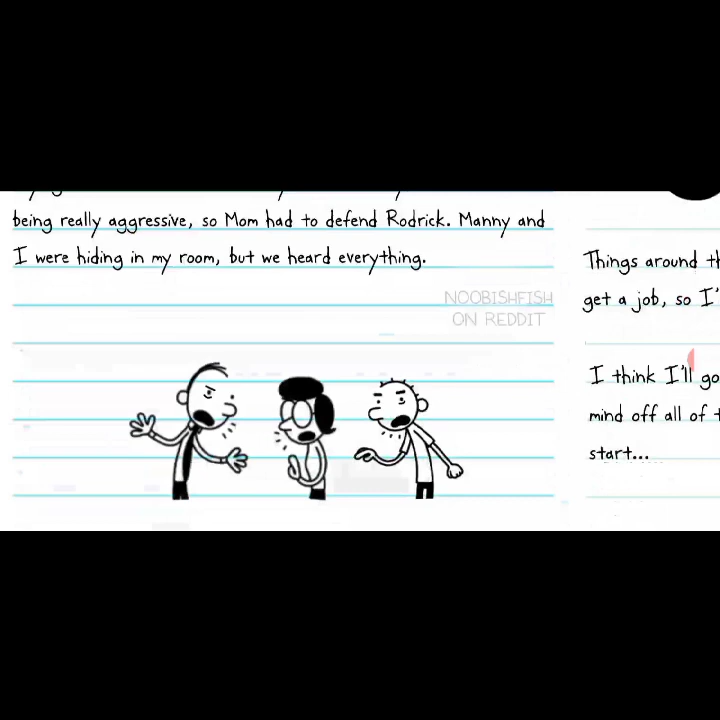 being really aggressive, so Mom had to defend Rodrick. Manny and
I were hiding in my room, but we heard everything.
NOOBISHFISH
ON REDDIT
Things around th
get a job, so I'
I think I'll go
mind off all of t
start...